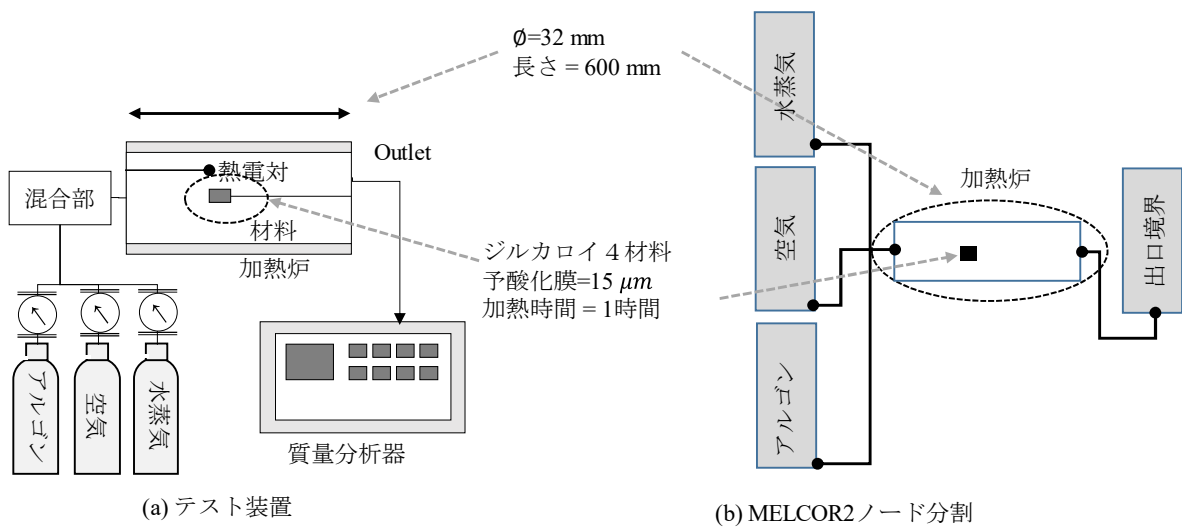 Ø=32 mm
長さ = 600 mm
Outlet
熱電対
混合部
材料
加熱炉
ジルカロイ４材料
予酸化膜=15 μm
加熱時間 = 1時間
アルゴン
空気
水蒸気
質量分析器
(a) テスト装置
水蒸気
空気
アルゴン
加熱炉
出口境界
(b) MELCOR2ノード分割